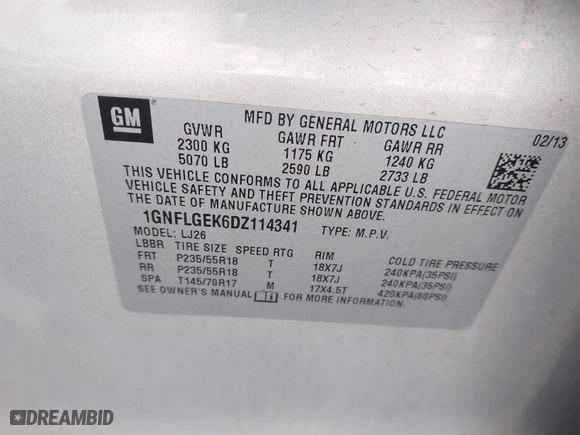 GM
MFD BY GENERAL MOTORS LLC
02/13
GVWR GAWR FRT GAWR RR
2300 KG 1175 KG 1240 KG
5070 LB 2590 LB 2733 LB
THIS VEHICLE CONFORMS TO ALL APPLICABLE U.S. FEDERAL MOTOR
VEHICLE SAFETY AND THEFT PREVENTION STANDARDS IN EFFECT ON
THE DATE OF MANUFACTURE SHOWN ABOVE.
1GNFLGEK6DZ114341 TYPE: M.P.V.
MODEL: LJ26
LBBR TIRE SIZE SPEED RTG RIM COLD TIRE PRESSURE
FRT P235/55R18 T 18X7J 240KPA(35PSI)
RR P235/55R18 T 18X7J 240KPA(35PSI)
SPA T145/70R17 M 17X4.5T 420KPA(60PSI)
SEE OWNER'S MANUAL FOR MORE INFORMATION.
DREAMBID